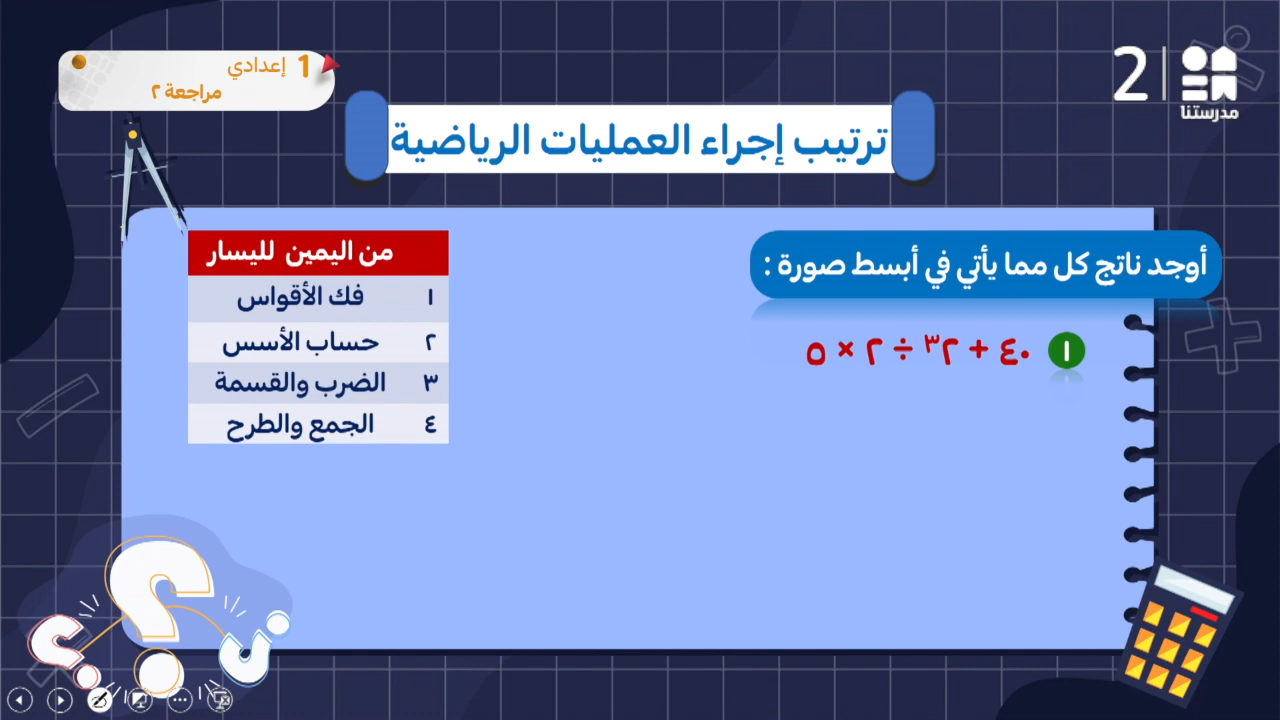 1 إعدادي
مراجعة ٢
2 | مدرستنا
ترتيب إجراء العمليات الرياضية
أوجد ناتج كل مما يأتي في أبسط صورة :
١ ٤٠ + ٢³ ÷ ٢ × ٥
من اليمين لليسار
١ فك الأقواس
٢ حساب الأسس
٣ الضرب والقسمة
٤ الجمع والطرح